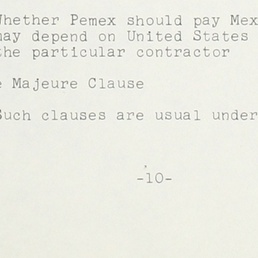 Whether Pemex should pay Mex
may depend on United States
the particular contractor
e Majeure Clause
Such clauses are usual under
-10-